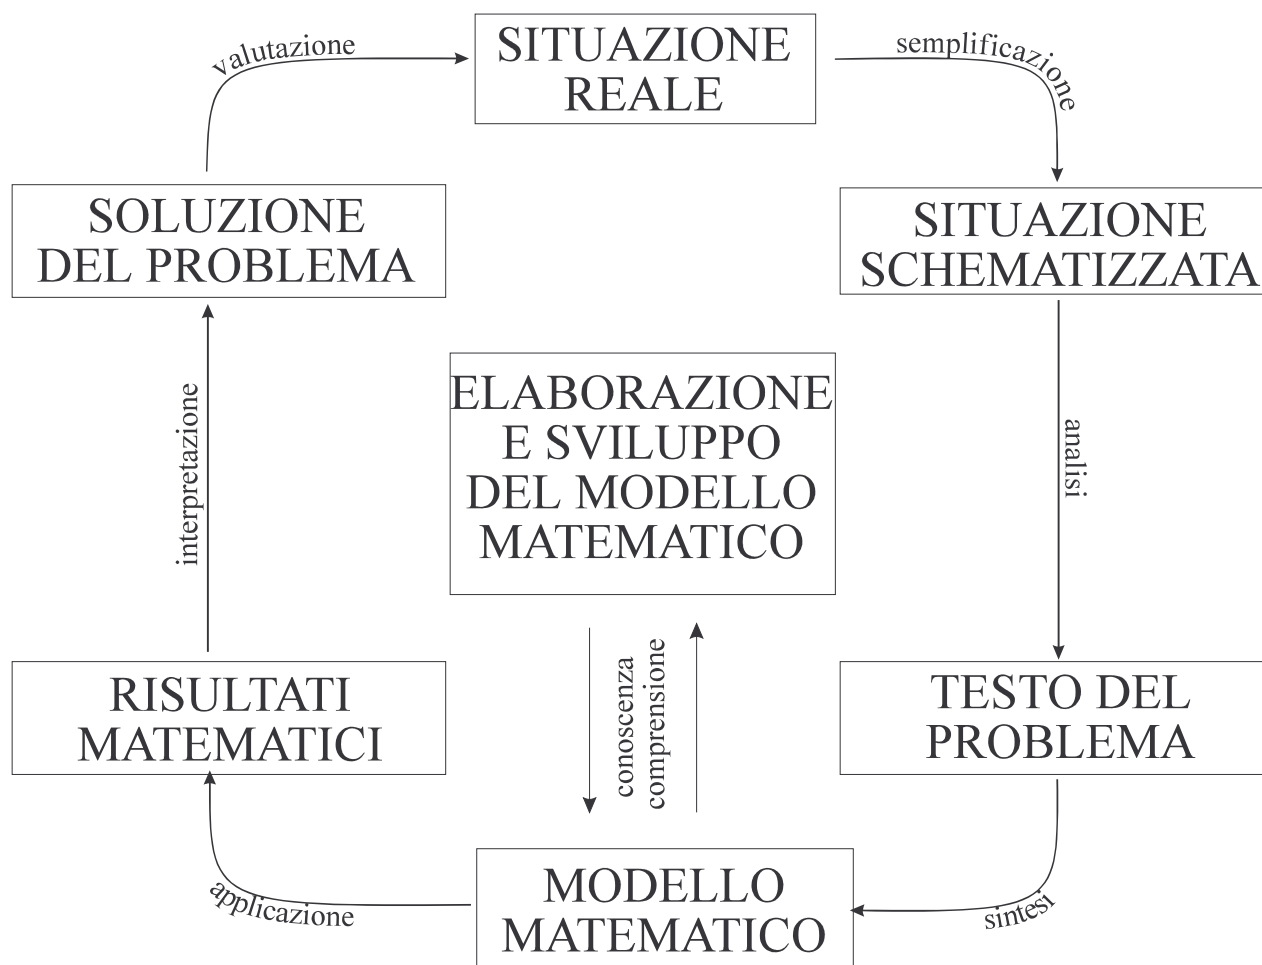 valutazione
SITUAZIONE
REALE
semplificazione
SOLUZIONE
DEL PROBLEMA
SITUAZIONE
SCHEMATIZZATA
ELABORAZIONE
E SVILUPPO
DEL MODELLO
MATEMATICO
interpretazione
analisi
conoscenza
comprensione
RISULTATI
MATEMATICI
TESTO DEL
PROBLEMA
applicazione
MODELLO
MATEMATICO
sintesi